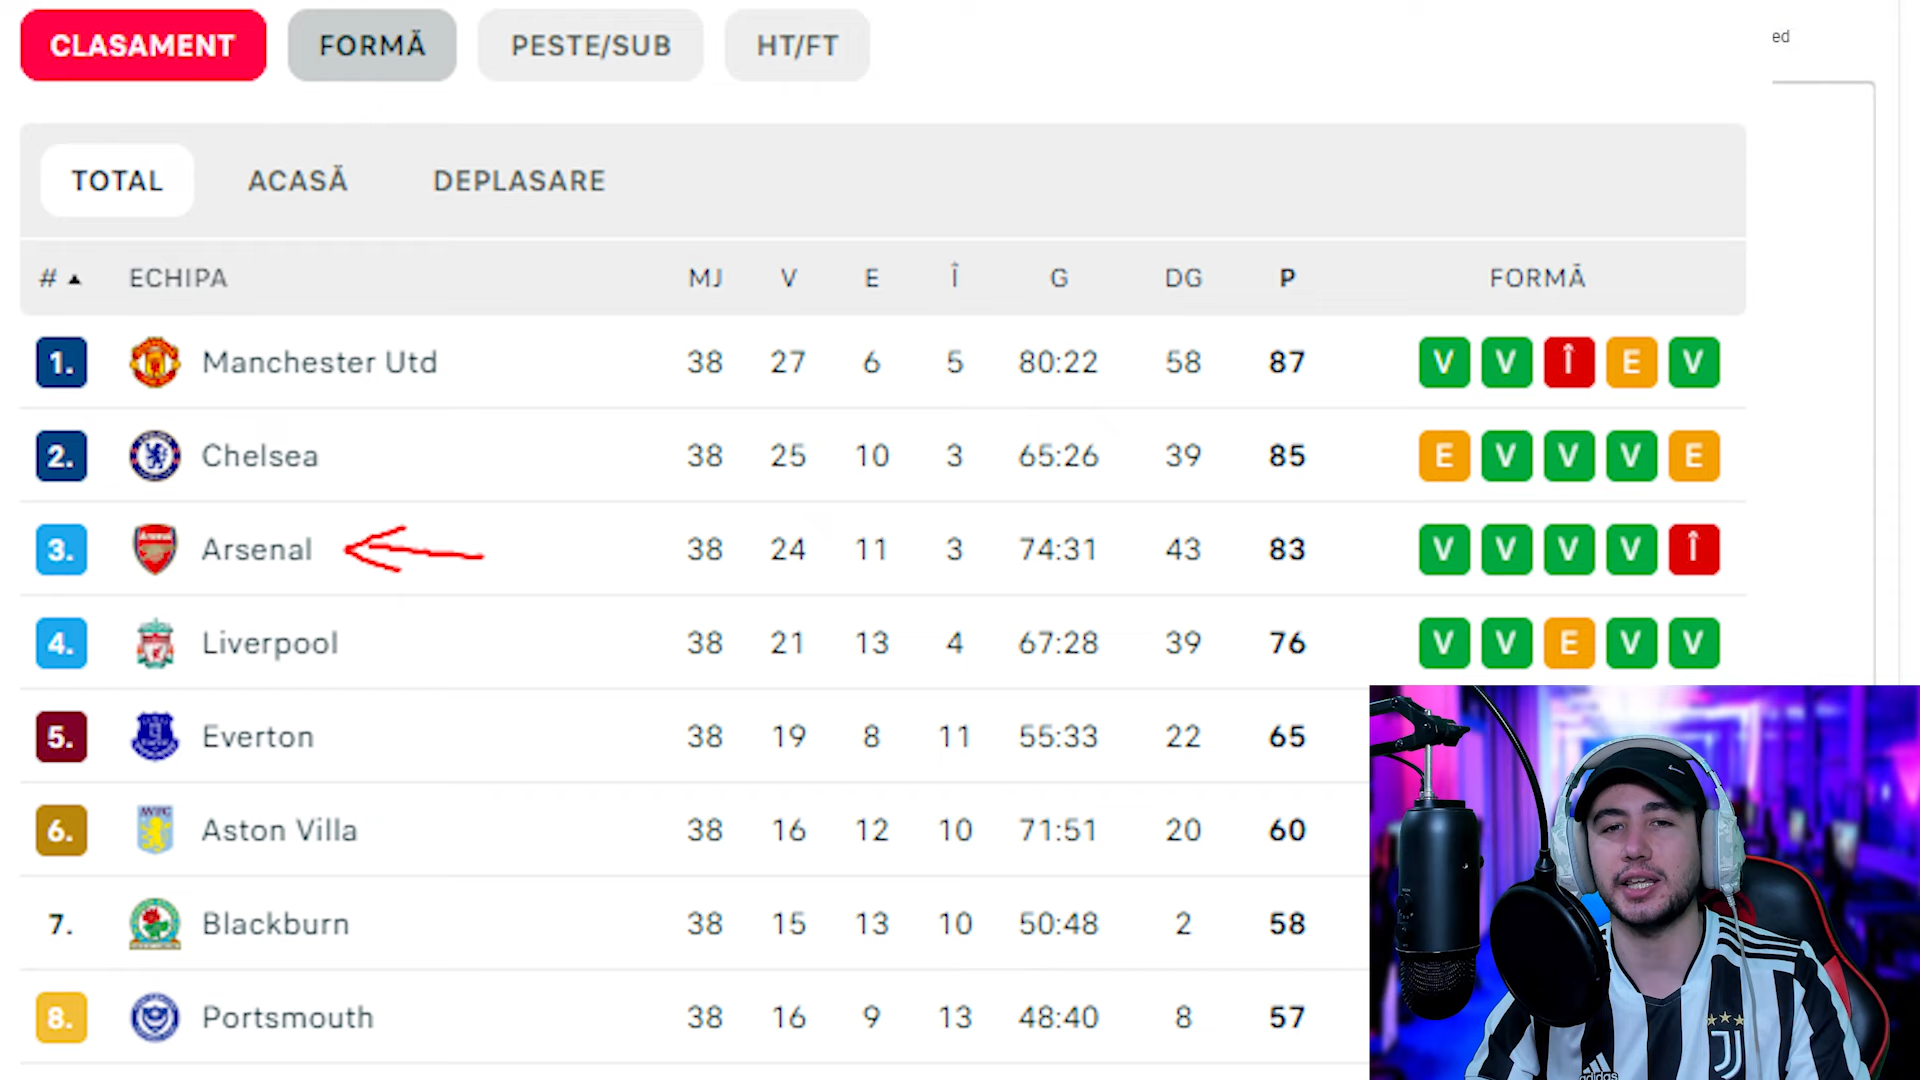 CLASAMENT FORMĂ PESTE/SUB HT/FT
ed
TOTAL ACASĂ DEPLASARE
# ▲ ECHIPA MJ V E Î G DG P FORMĂ
1. Manchester Utd 38 27 6 5 80:22 58 87 V V Î E V
2. Chelsea 38 25 10 3 65:26 39 85 E V V V E
3. Arsenal 38 24 11 3 74:31 43 83 V V V V Î
4. Liverpool 38 21 13 4 67:28 39 76 V V E V V
5. Everton 38 19 8 11 55:33 22 65
6. Aston Villa 38 16 12 10 71:51 20 60
7. Blackburn 38 15 13 10 50:48 2 58
8. Portsmouth 38 16 9 13 48:40 8 57
adidas